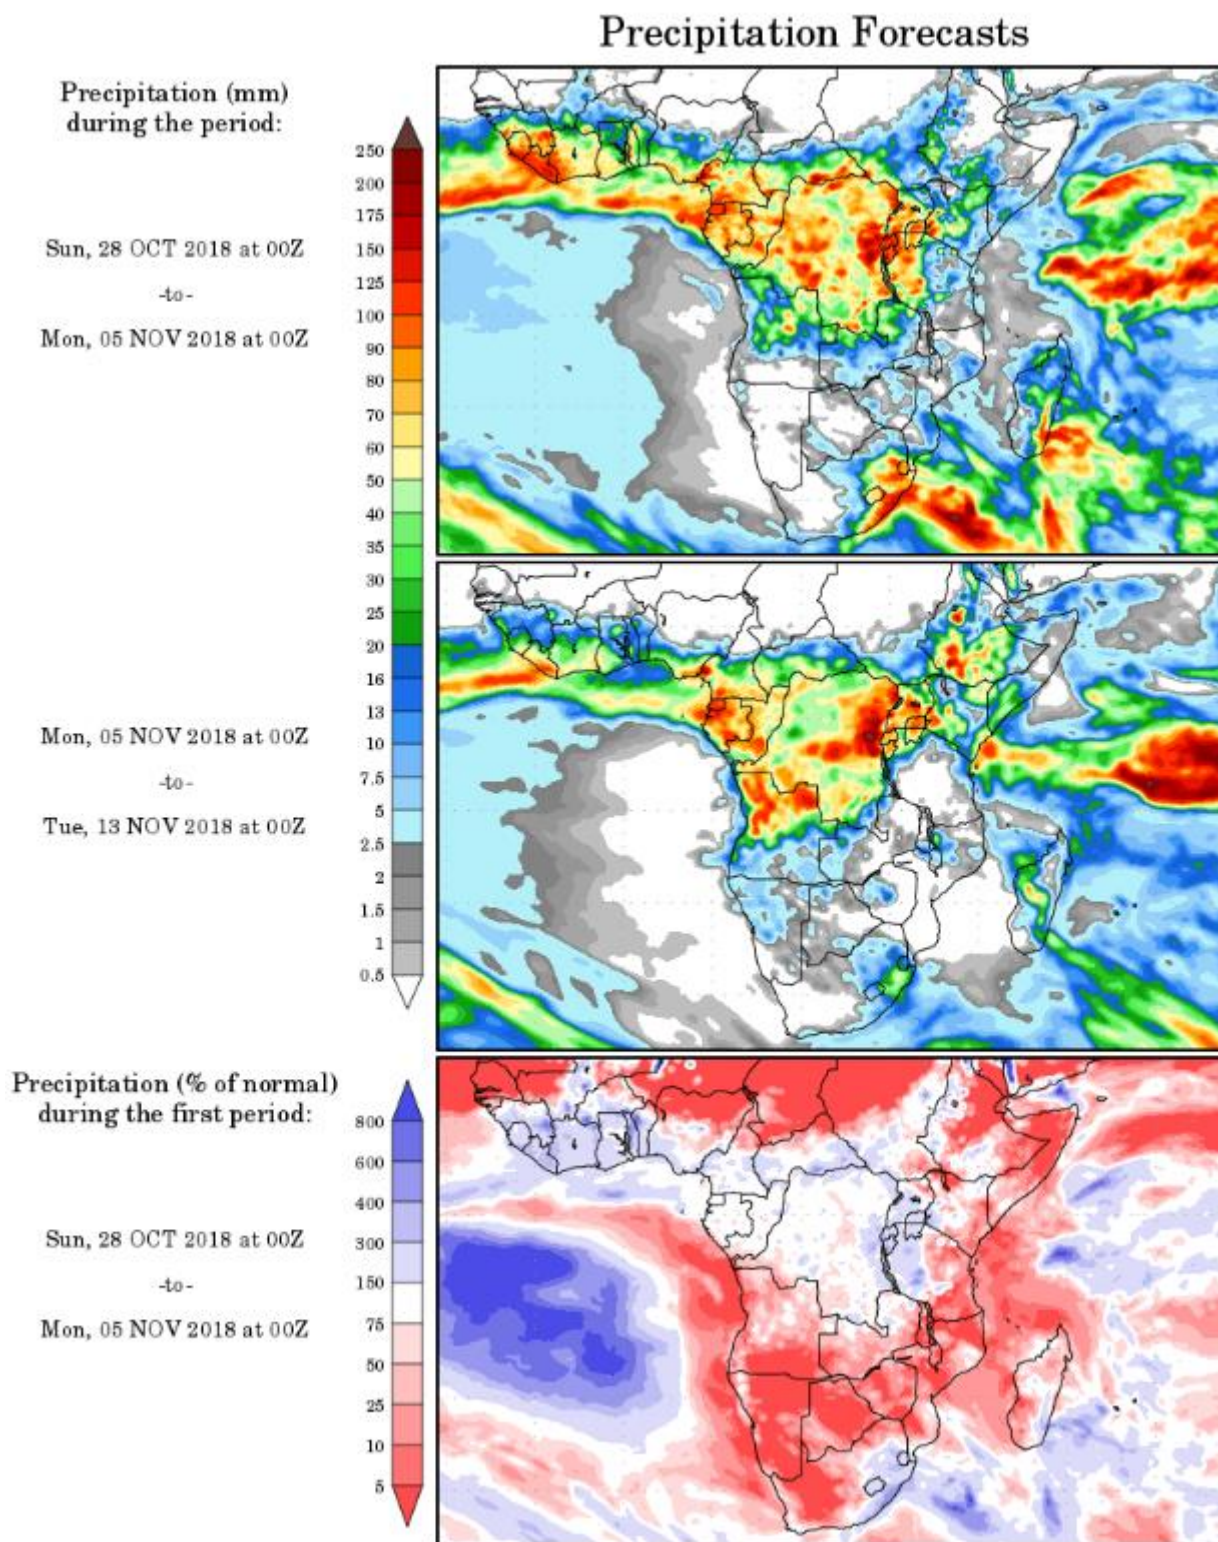 Precipitation Forecasts
Precipitation (mm)
during the period:
Sun, 28 OCT 2018 at 00Z
-to-
Mon, 05 NOV 2018 at 00Z
Mon, 05 NOV 2018 at 00Z
-to-
Tue, 13 NOV 2018 at 00Z
250
200
175
150
125
100
90
80
70
60
50
40
35
30
25
20
16
13
10
7.5
5
2.5
2
1.5
1
0.5
Precipitation (% of normal)
during the first period:
Sun, 28 OCT 2018 at 00Z
-to-
Mon, 05 NOV 2018 at 00Z
800
600
400
300
150
75
50
25
10
5